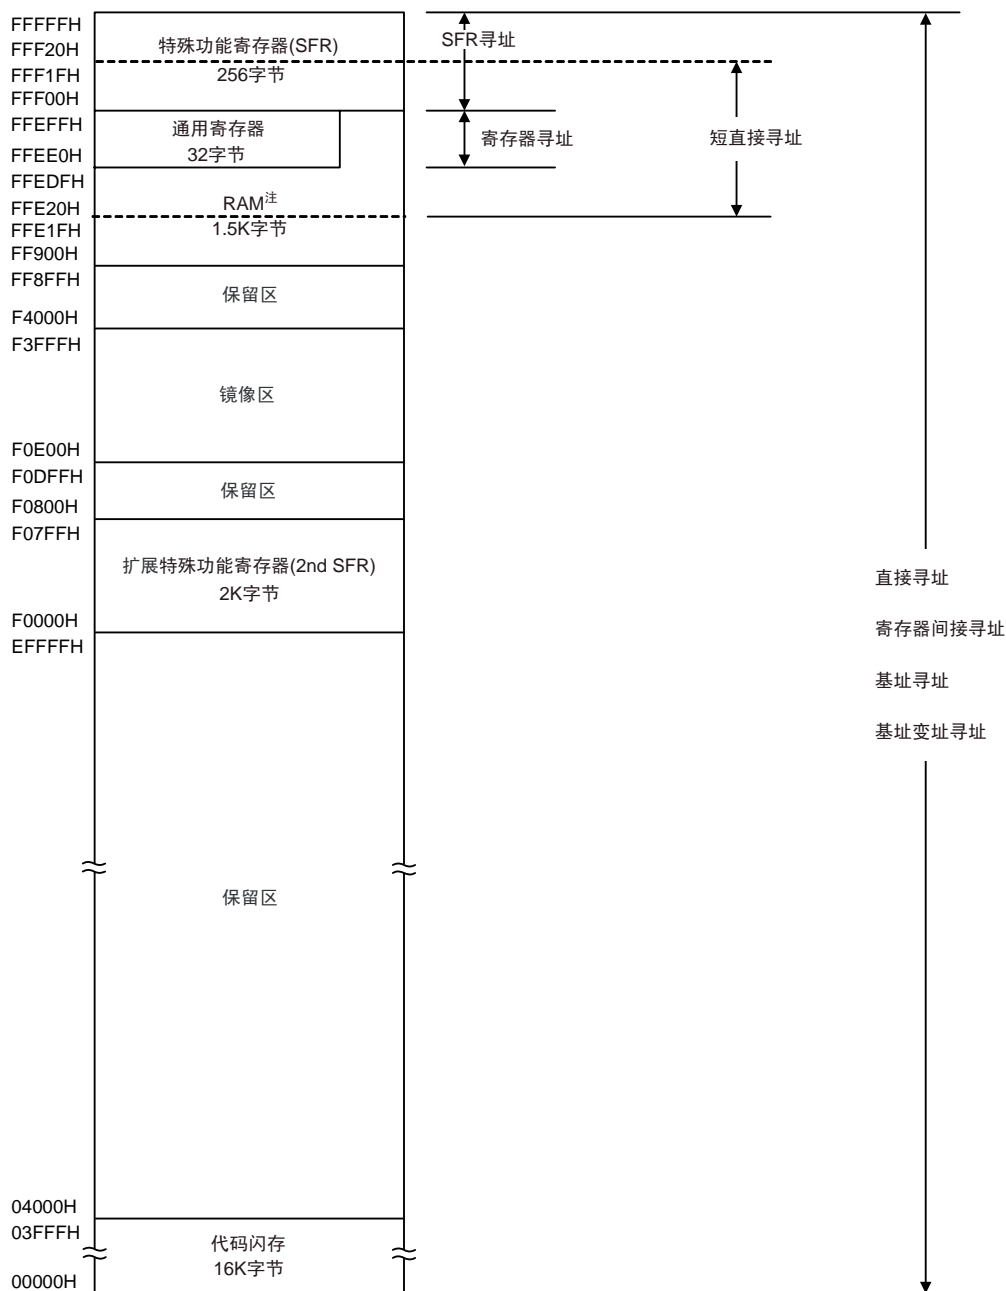 FFFFFH
FFF20H
FFF1FH
FFF00H
FFEFFH
FFEE0H
FFEDFH
FFE20H
FFE1FH
FF900H
FF8FFH
F4000H
F3FFFH
F0E00H
F0DFFH
F0800H
F07FFH
F0000H
EFFFFH
04000H
03FFFH
00000H
特殊功能寄存器(SFR)
256字节
通用寄存器
32字节
RAM注
1.5K字节
保留区
镜像区
保留区
扩展特殊功能寄存器(2nd SFR)
2K字节
保留区
代码闪存
16K字节
SFR寻址
寄存器寻址
短直接寻址
直接寻址
寄存器间接寻址
基址寻址
基址变址寻址